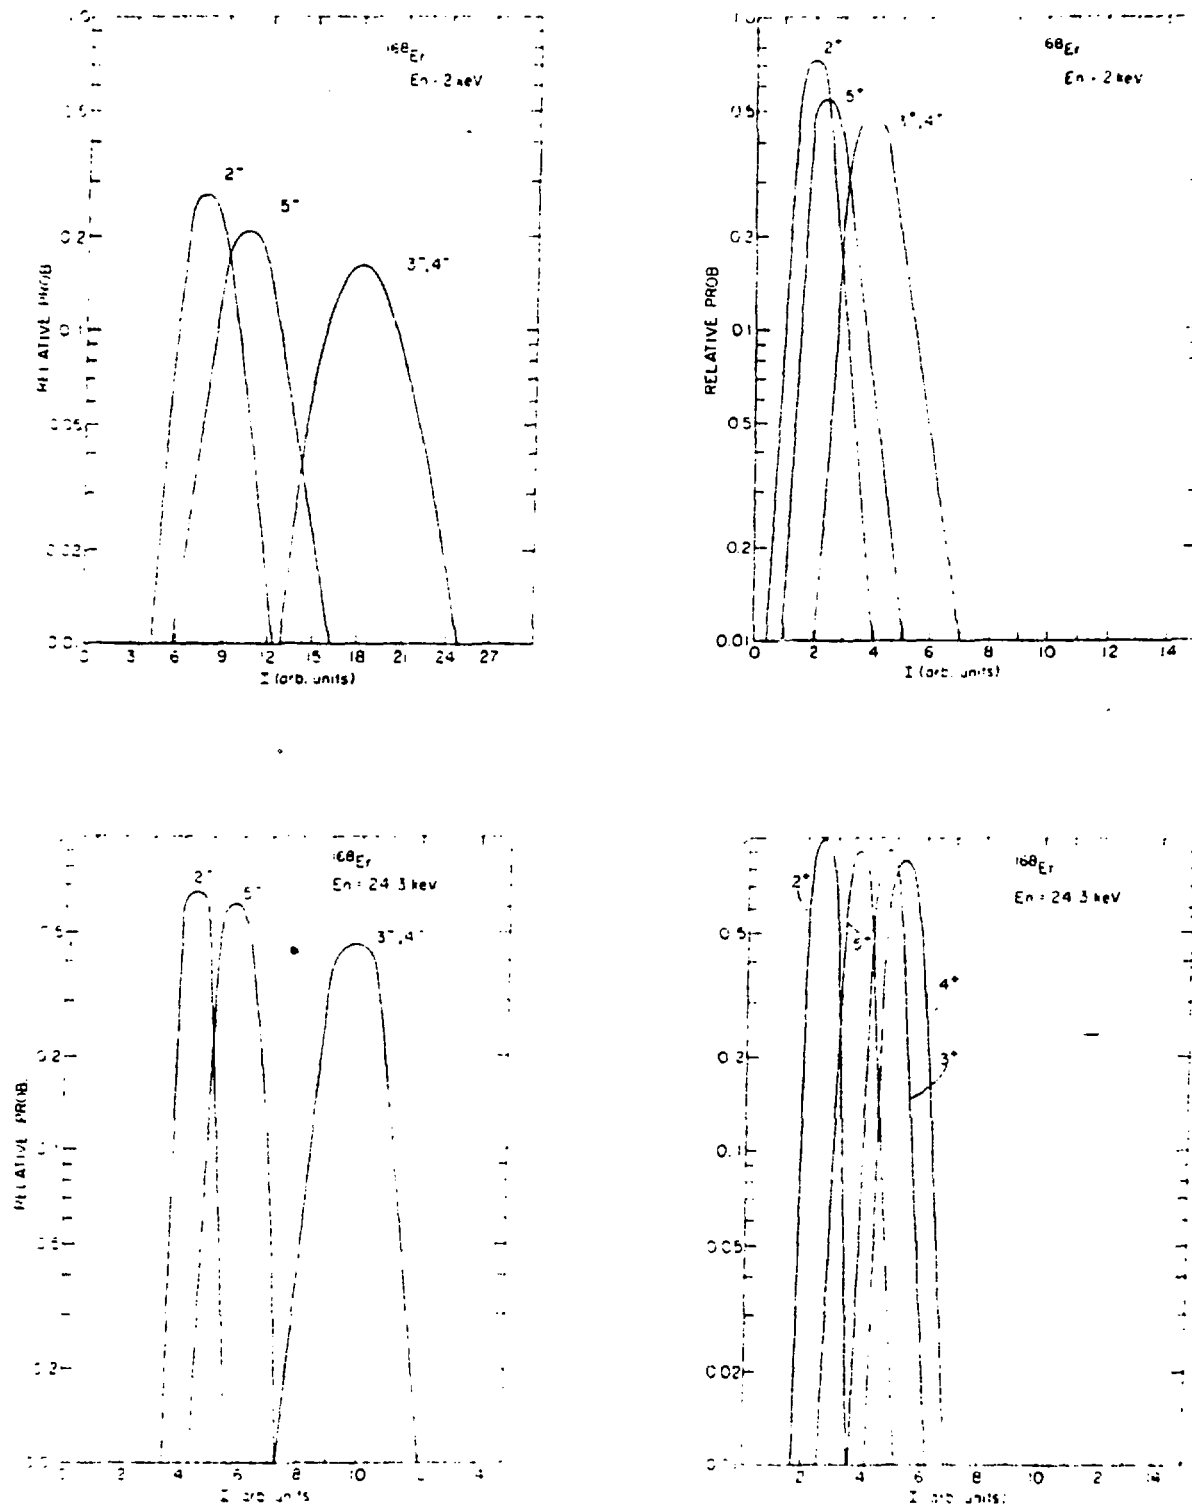 168Er
En = 2 keV
2-
5-
3-,4-
RELATIVE PROB
0.2
0.1
0.05
0.02
3 6 9 12 15 18 21 24 27
I (arb. units)
68Er
En = 2 keV
2+
5+
3+,4+
RELATIVE PROB
0.5
0.2
0.1
0.5
0.2
0.01
0 2 4 6 8 10 12 14
I (arb. units)
168Er
En = 24.3 keV
2-
5-
3-,4-
RELATIVE PROB.
0.2
2 4 6 8 10 12
I arb units
168Er
En = 24.3 keV
2+
5+
4+
3+
0.5
0.2
0.1
0.05
0.02
2 4 6 8 10 2 14
I arb units)